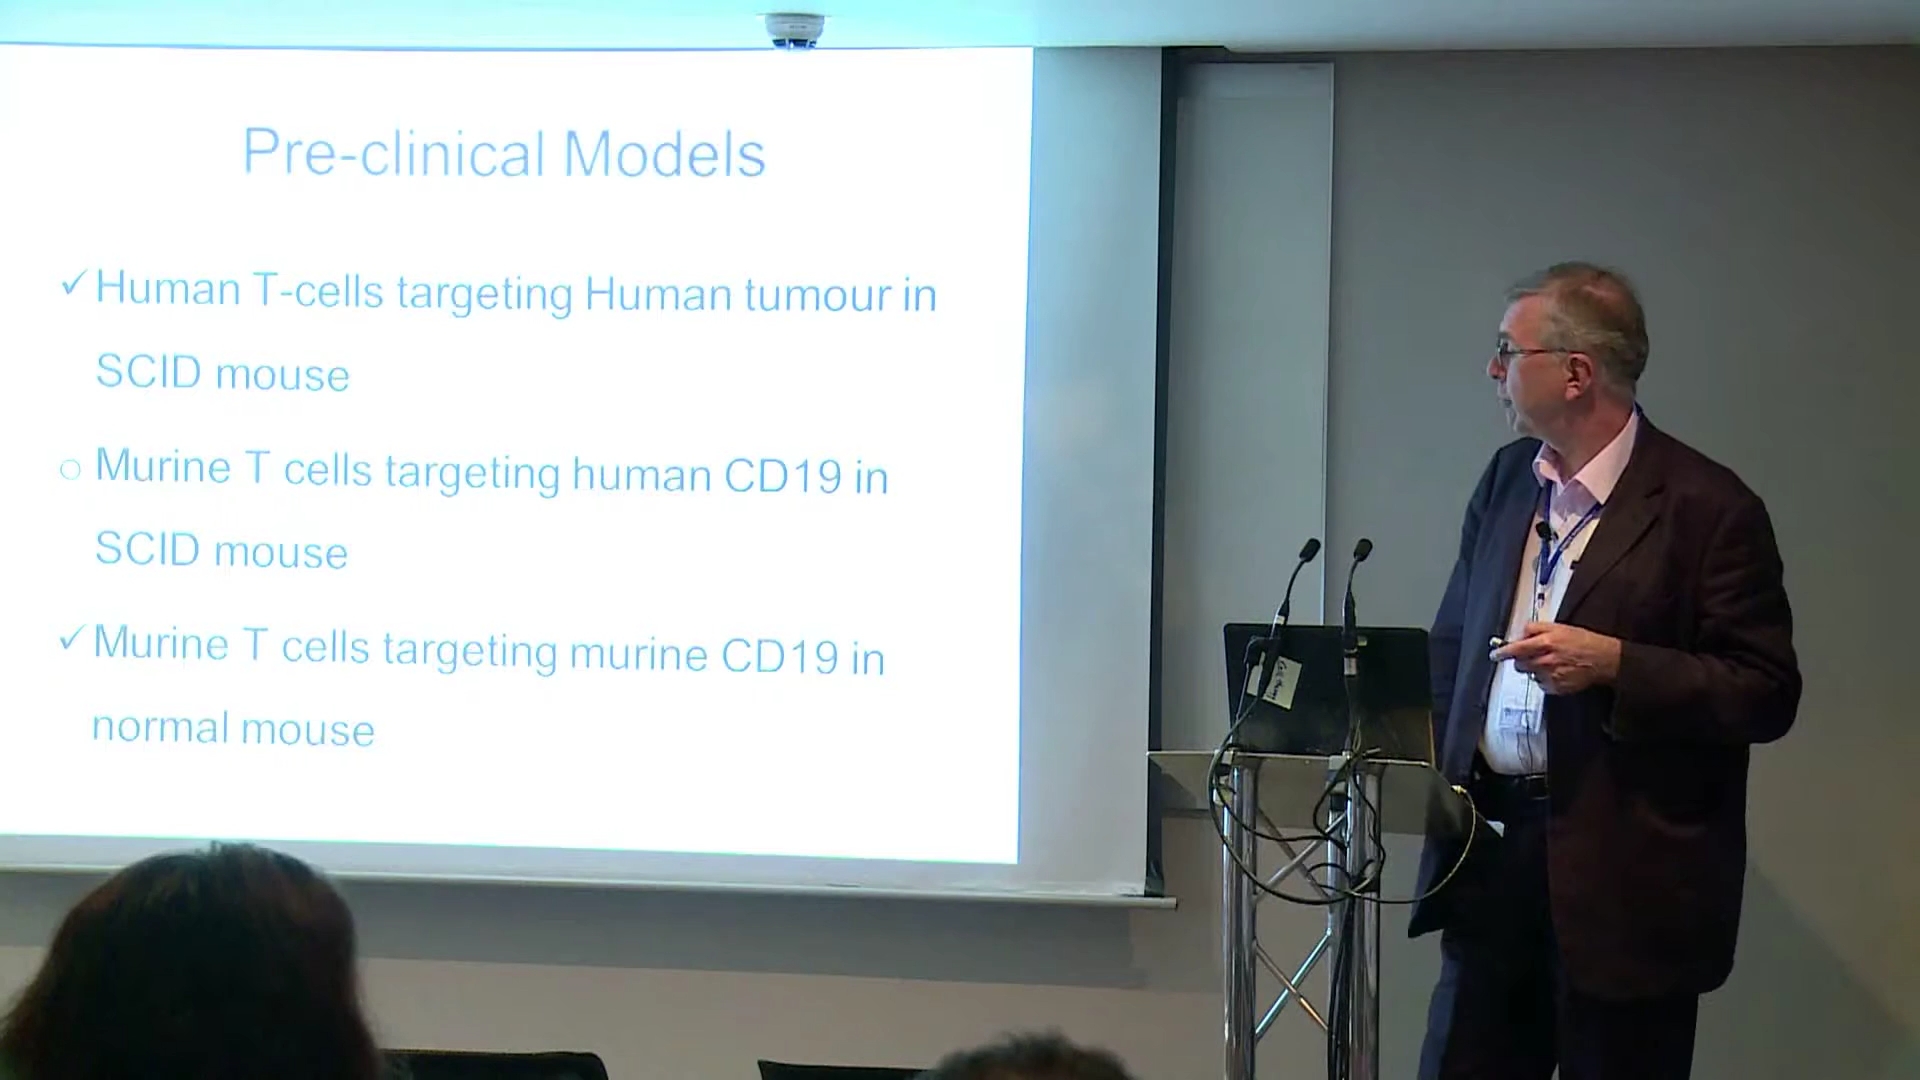 Pre-clinical Models
✓ Human T-cells targeting Human tumour in
SCID mouse
○ Murine T cells targeting human CD19 in
SCID mouse
✓ Murine T cells targeting murine CD19 in
normal mouse